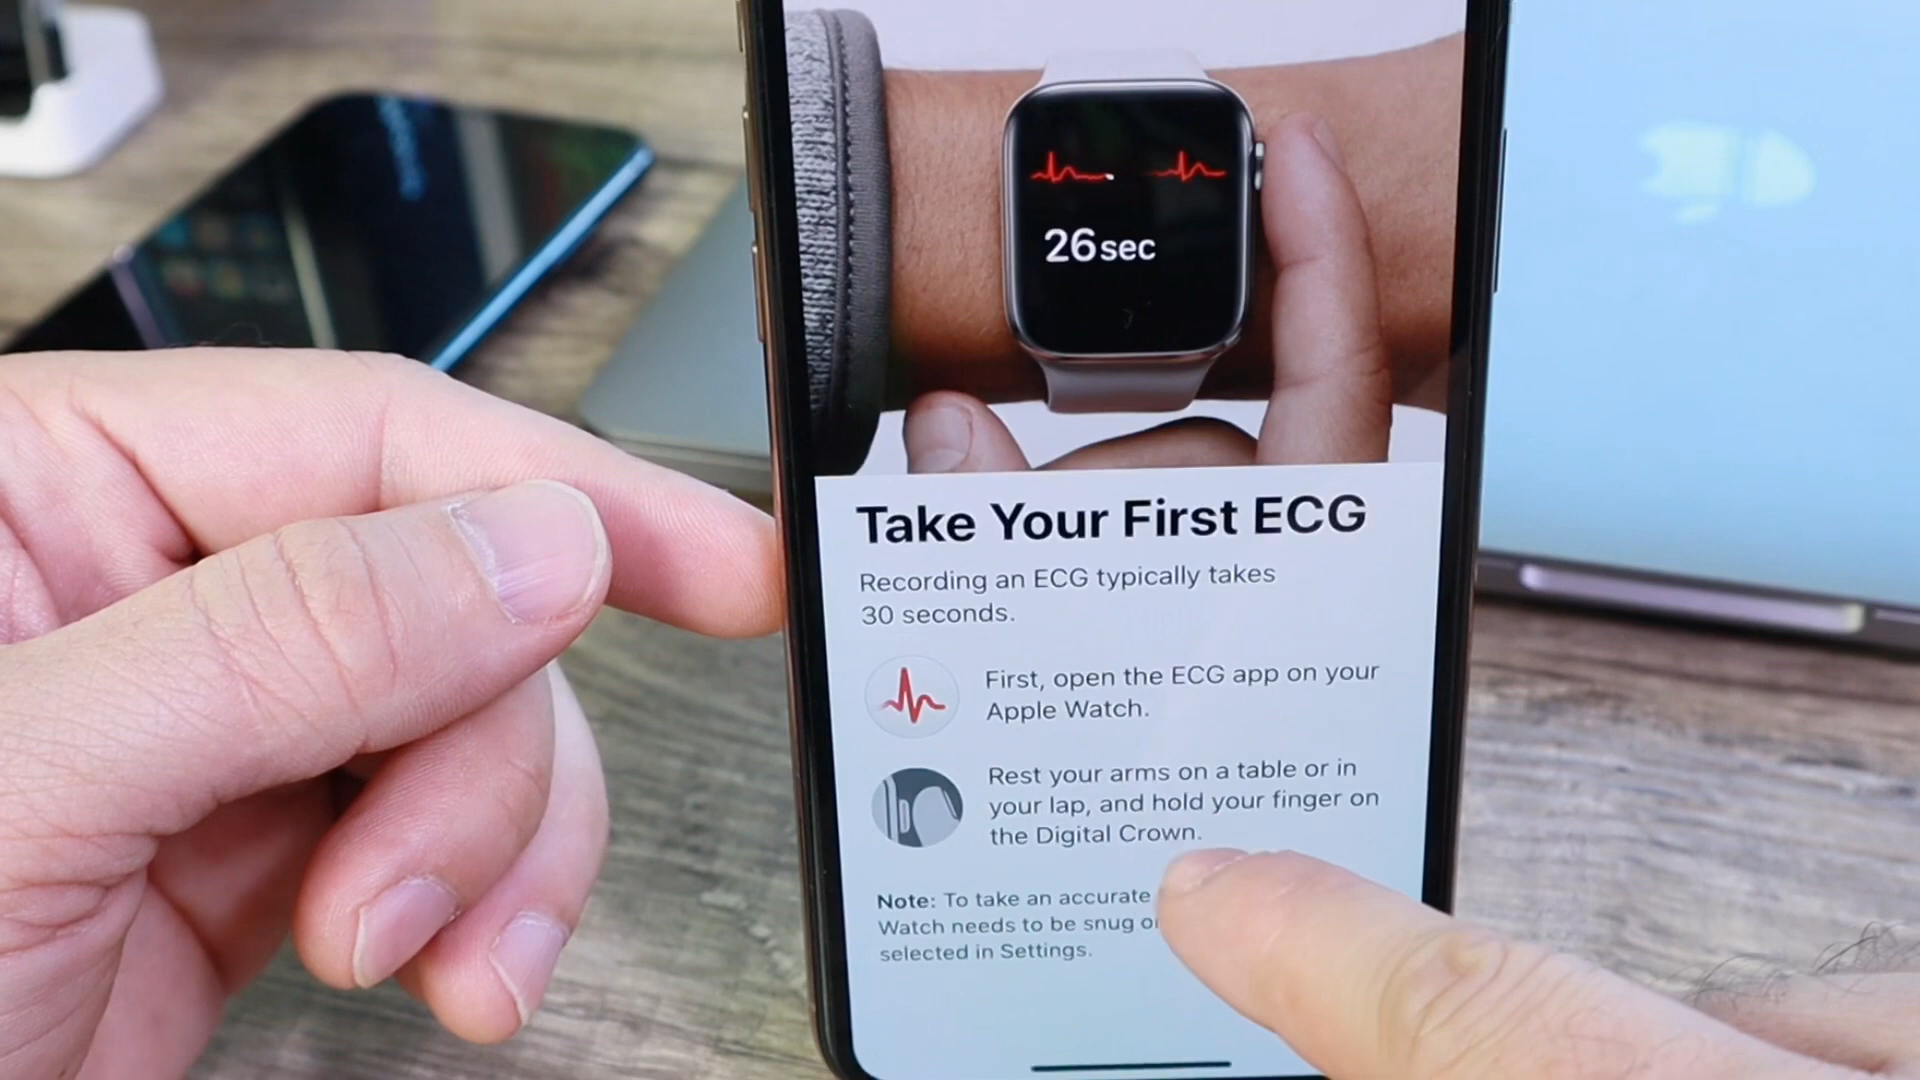 26 sec
Take Your First ECG
Recording an ECG typically takes
30 seconds.
First, open the ECG app on your
Apple Watch.
Rest your arms on a table or in
your lap, and hold your finger on
the Digital Crown.
Note: To take an accurate
Watch needs to be snug
selected in Settings.